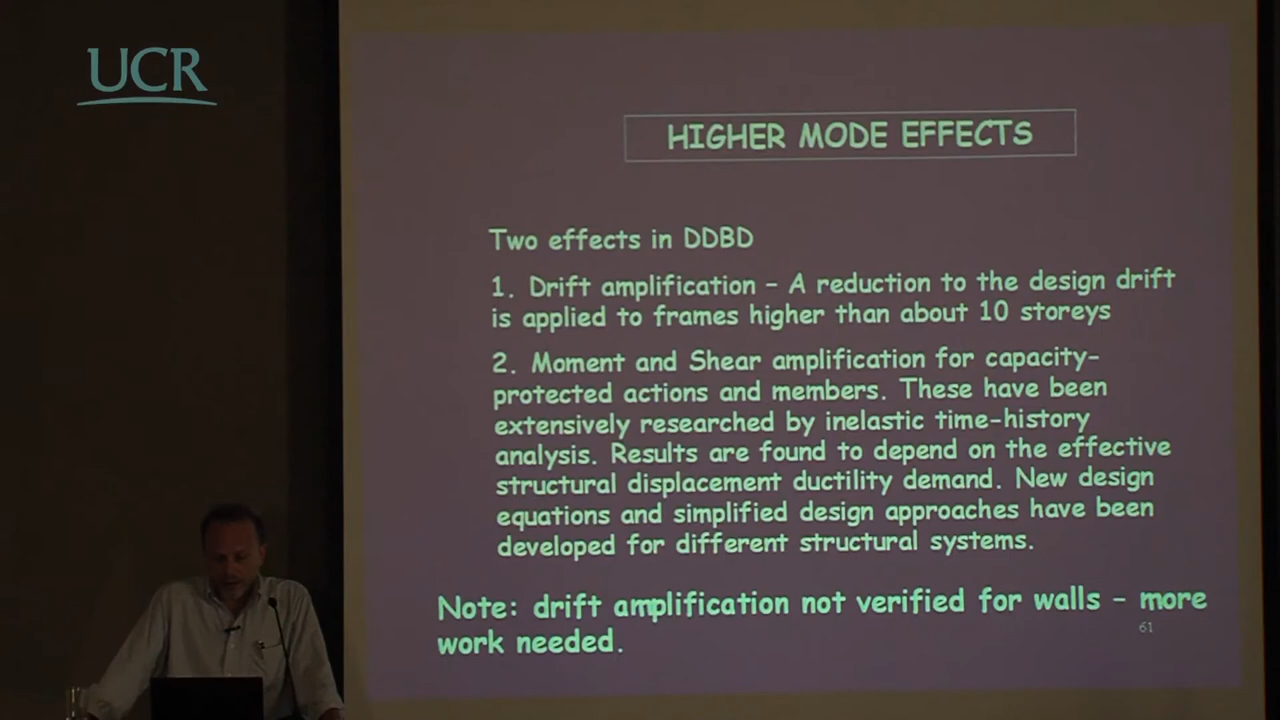 UCR
HIGHER MODE EFFECTS
Two effects in DDBD
1. Drift amplification – A reduction to the design drift
is applied to frames higher than about 10 storeys
2. Moment and Shear amplification for capacity-
protected actions and members. These have been
extensively researched by inelastic time-history
analysis. Results are found to depend on the effective
structural displacement ductility demand. New design
equations and simplified design approaches have been
developed for different structural systems.
Note: drift amplification not verified for walls – more
work needed.
61